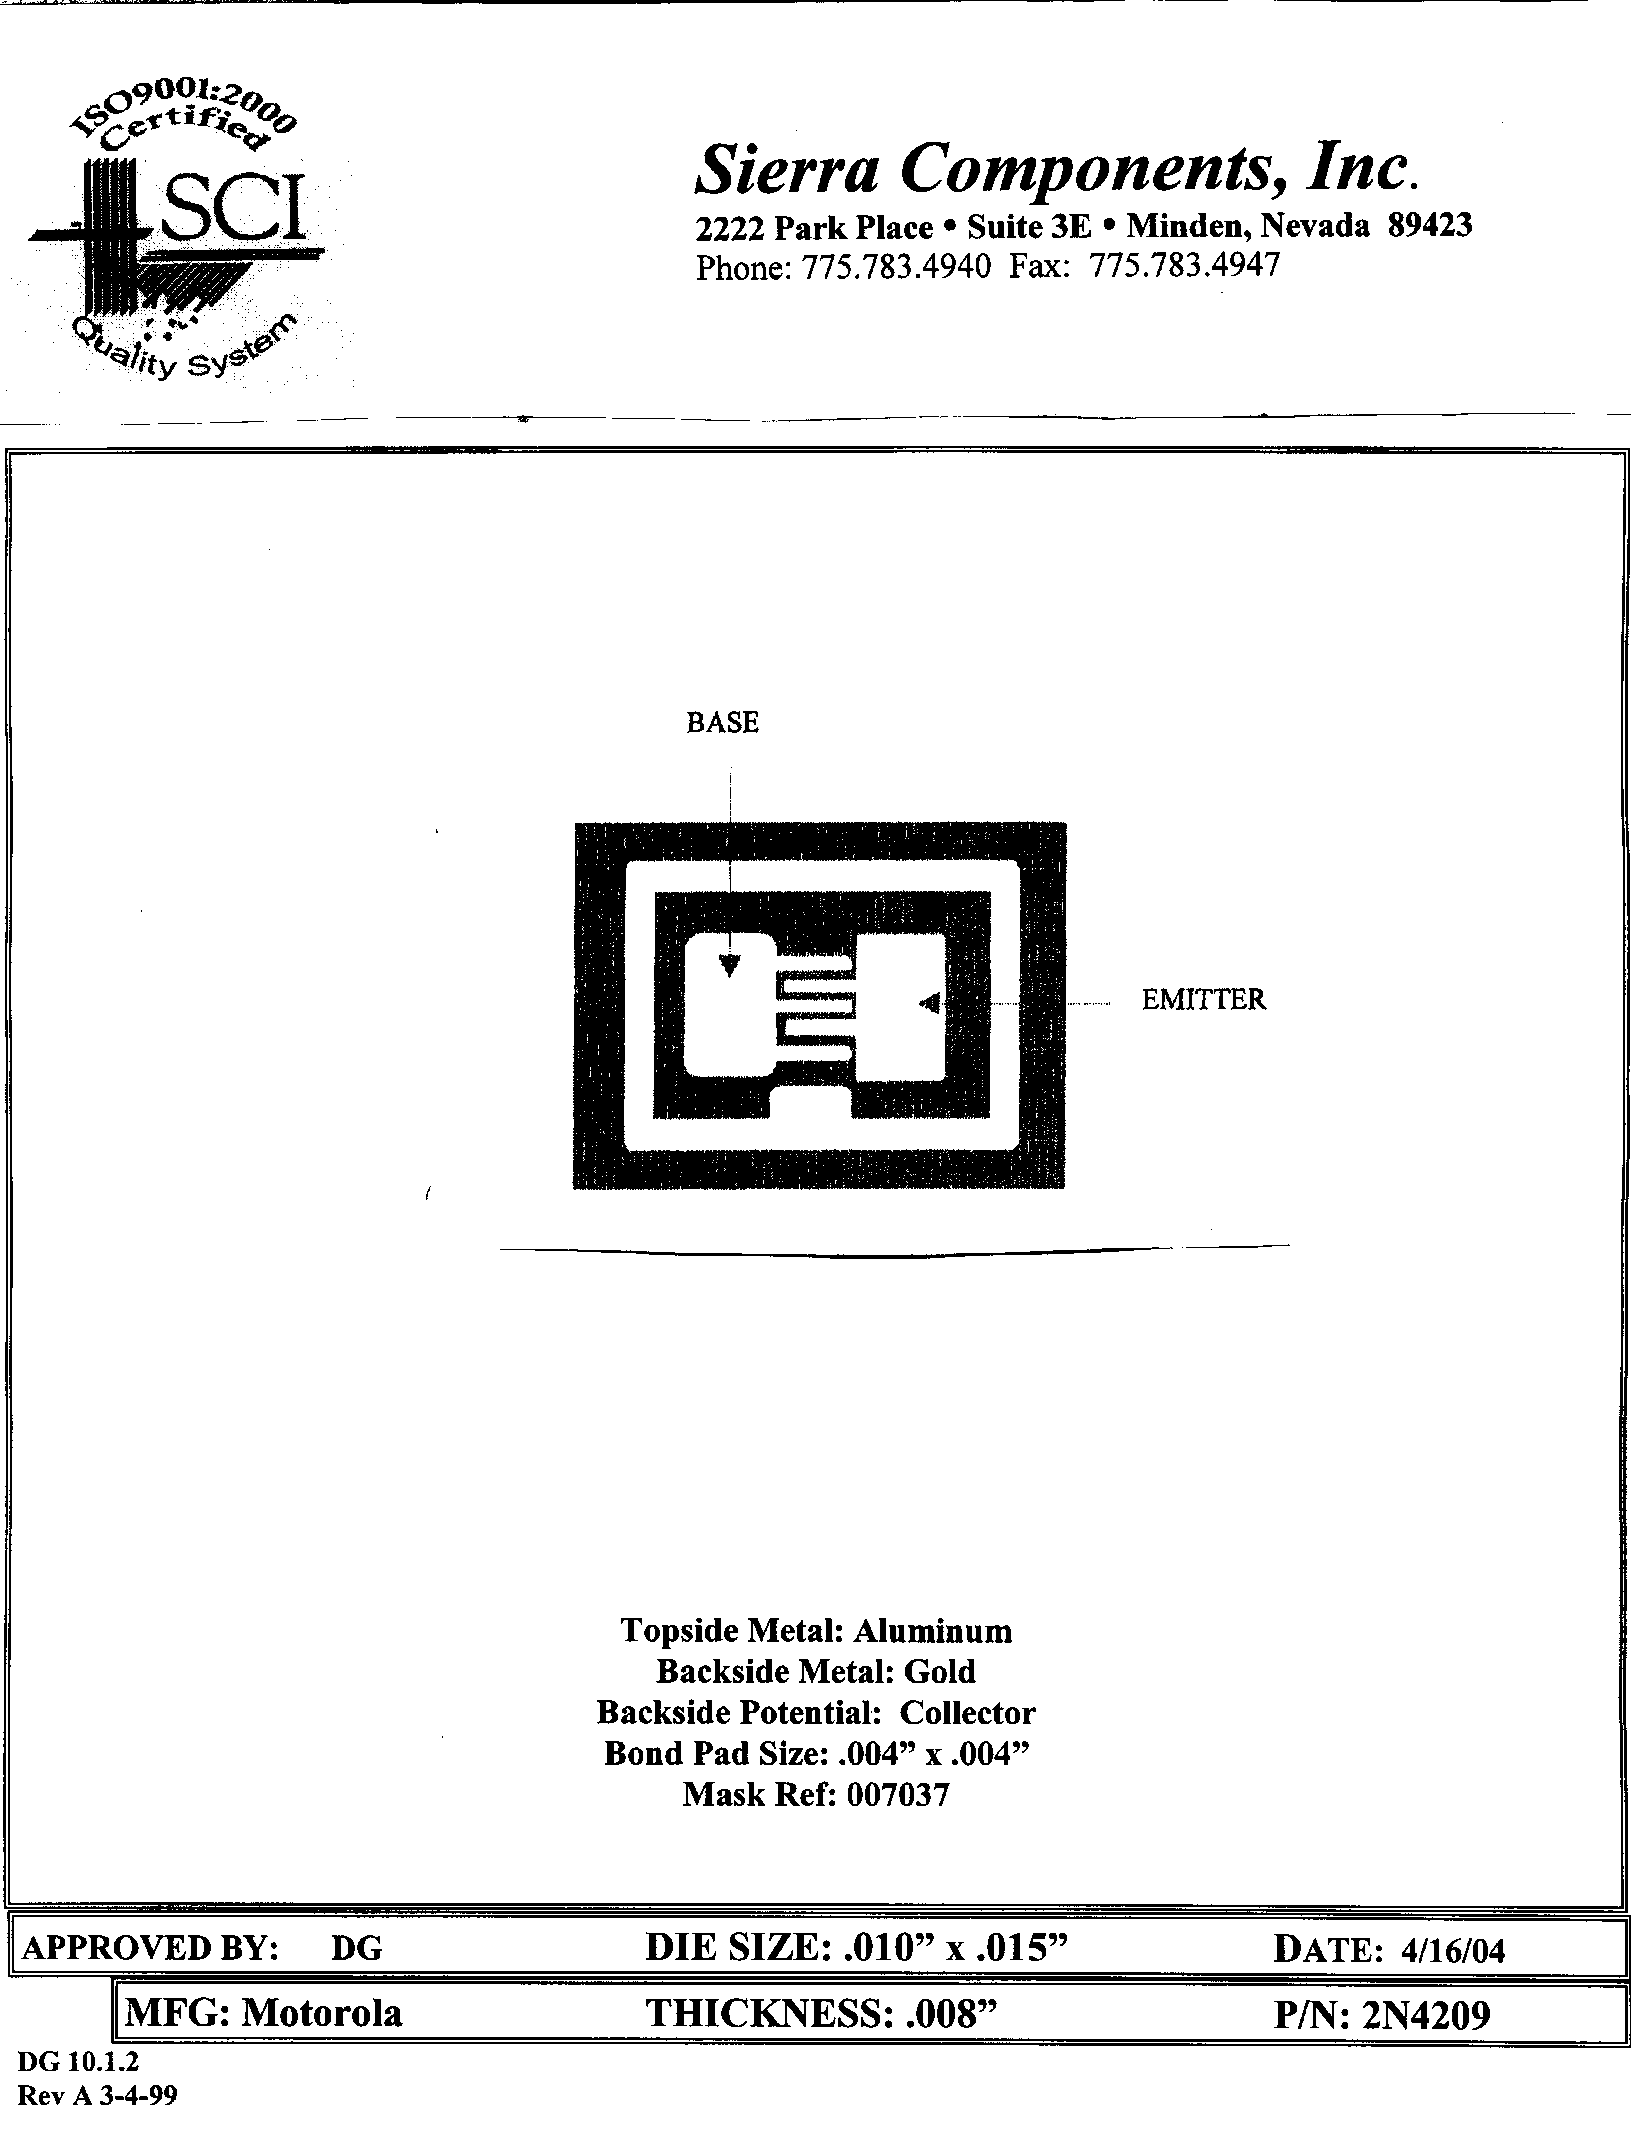 ISO9001:2000
Certified
SCI
Quality System
Sierra Components, Inc.
2222 Park Place • Suite 3E • Minden, Nevada 89423
Phone: 775.783.4940 Fax: 775.783.4947
BASE
EMITTER
Topside Metal: Aluminum
Backside Metal: Gold
Backside Potential: Collector
Bond Pad Size: .004” x .004”
Mask Ref: 007037
APPROVED BY: DG DIE SIZE: .010” x .015” DATE: 4/16/04
MFG: Motorola THICKNESS: .008” P/N: 2N4209
DG 10.1.2
Rev A 3-4-99